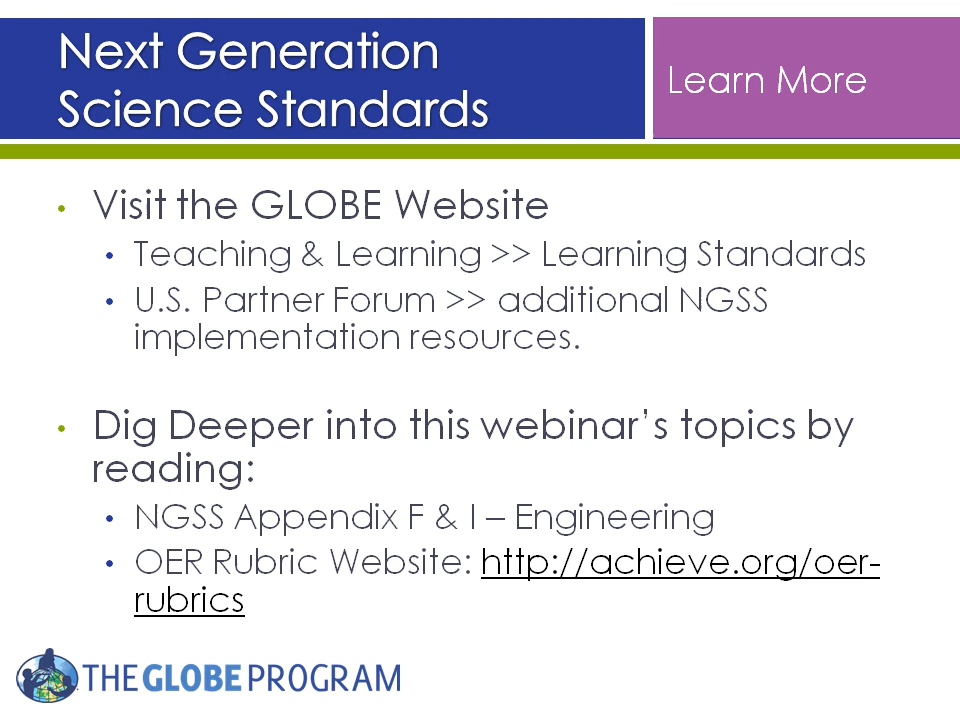 Next Generation
Science Standards
Learn More
• Visit the GLOBE Website
• Teaching & Learning >> Learning Standards
• U.S. Partner Forum >> additional NGSS
implementation resources.
• Dig Deeper into this webinar's topics by
reading:
• NGSS Appendix F & I – Engineering
• OER Rubric Website: http://achieve.org/oer-
rubrics
THE GLOBE PROGRAM